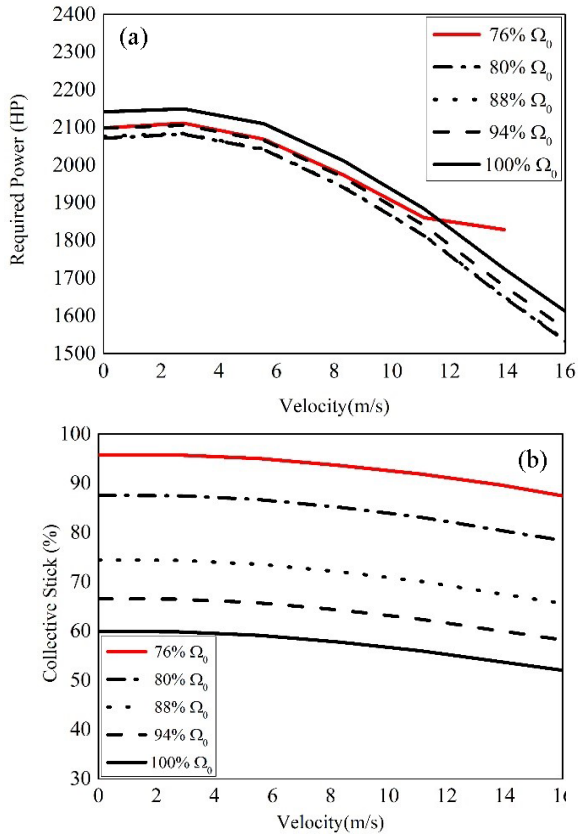 2400
2300
2200
2100
2000
1900
1800
1700
1600
1500
Required Power (HP)
(a)
76% Ω₀
80% Ω₀
88% Ω₀
94% Ω₀
100% Ω₀
0 2 4 6 8 10 12 14 16
Velocity(m/s)
100
90
80
70
60
50
40
30
Collective Stick (%)
(b)
76% Ω₀
80% Ω₀
88% Ω₀
94% Ω₀
100% Ω₀
0 2 4 6 8 10 12 14 16
Velocity(m/s)